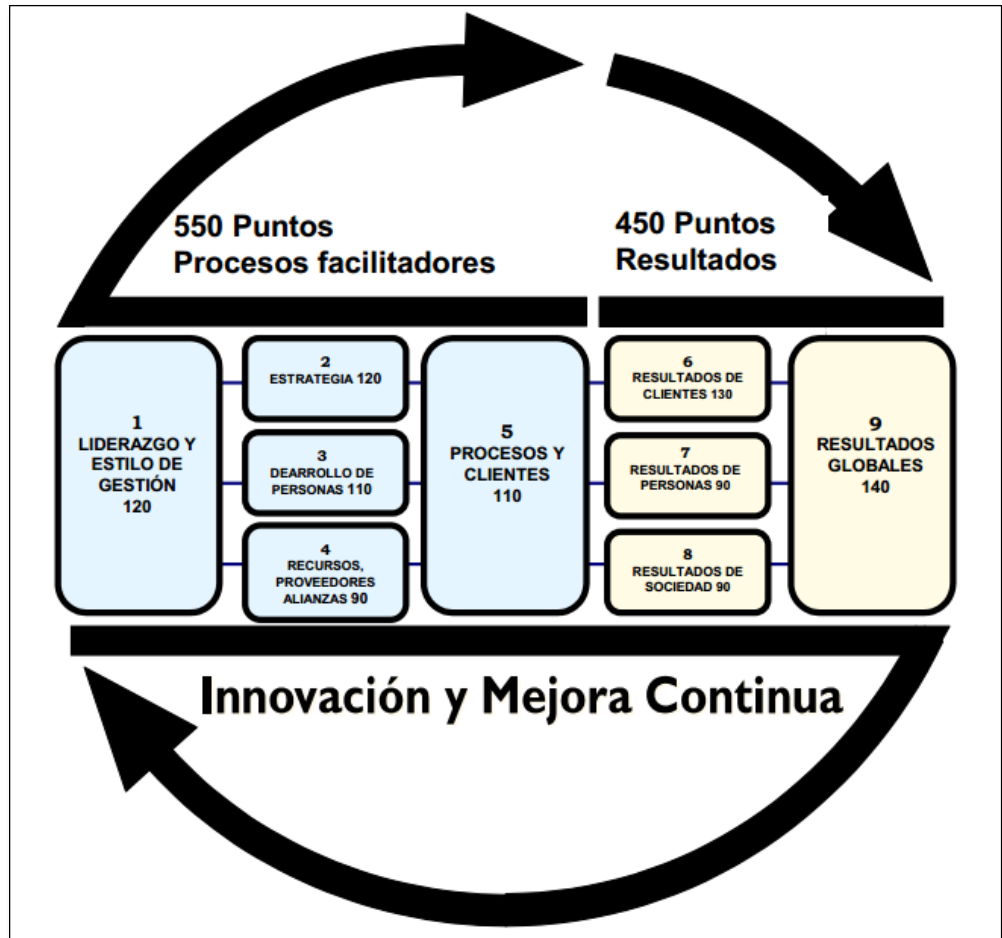 550 Puntos
Procesos facilitadores
450 Puntos
Resultados
1
LIDERAZGO Y
ESTILO DE
GESTIÓN
120
2
ESTRATEGIA 120
3
DEARROLLO DE
PERSONAS 110
4
RECURSOS,
PROVEEDORES
ALIANZAS 90
5
PROCESOS Y
CLIENTES
110
6
RESULTADOS DE
CLIENTES 130
7
RESULTADOS DE
PERSONAS 90
8
RESULTADOS DE
SOCIEDAD 90
9
RESULTADOS
GLOBALES
140
Innovación y Mejora Continua